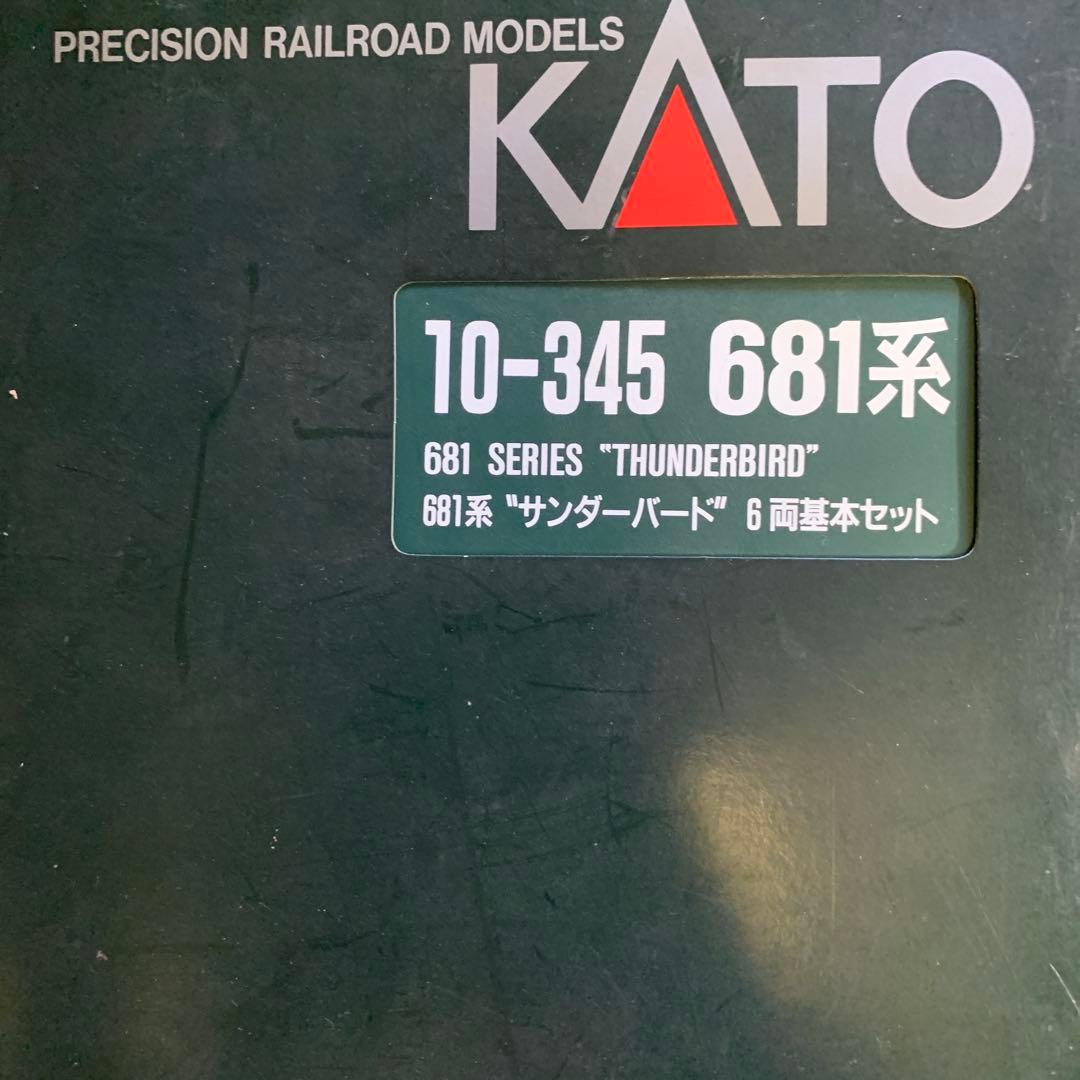 PRECISION RAILROAD MODELS
KATO
10-345 681系
681 SERIES "THUNDERBIRD"
681系 "サンダーバード" 6両基本セット